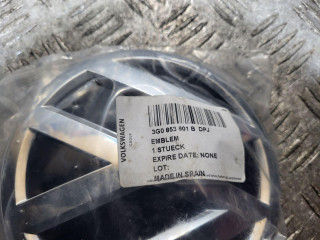 VOLKSWAGEN
3G0 853 601 B DPJ
EMBLEM
1 STUECK
EXPIRE DATE: NONE
LOT:
MADE IN SPAIN